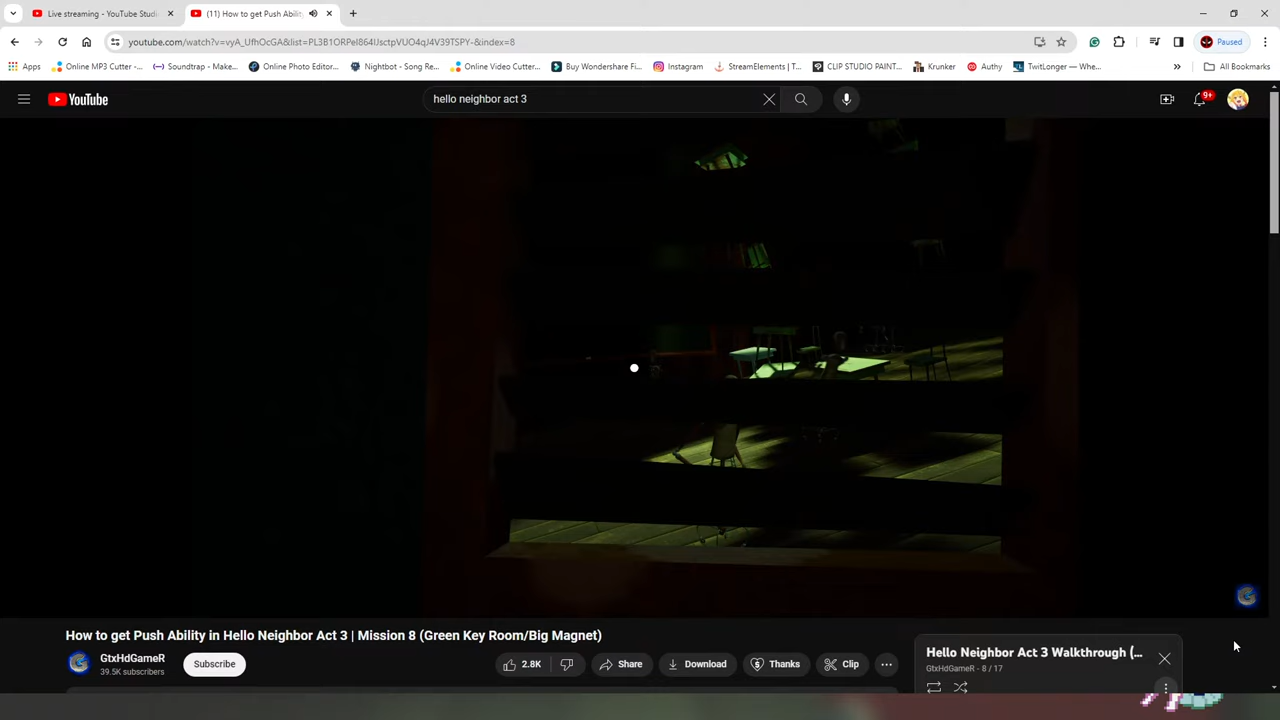 Live streaming - YouTube Studi
(11) How to get Push Ability
youtube.com/watch?v=vyA_UfhOcGA&list=PL3B1ORPeI864IJsctpVUO4qJ4V39TSPY-&index=8
Paused
Apps
Online MP3 Cutter -...
Soundtrap - Make...
Online Photo Editor...
Nightbot - Song Re...
Online Video Cutter...
Buy Wondershare Fi...
Instagram
StreamElements | T...
CLIP STUDIO PAINT...
Krunker
Authy
TwitLonger — Whe...
»
All Bookmarks
YouTube
hello neighbor act 3
9+
How to get Push Ability in Hello Neighbor Act 3 | Mission 8 (Green Key Room/Big Magnet)
GtxHdGameR
39.5K subscribers
Subscribe
2.8K
Share
Download
Thanks
Clip
Hello Neighbor Act 3 Walkthrough (...
GtxHdGameR - 8 / 17